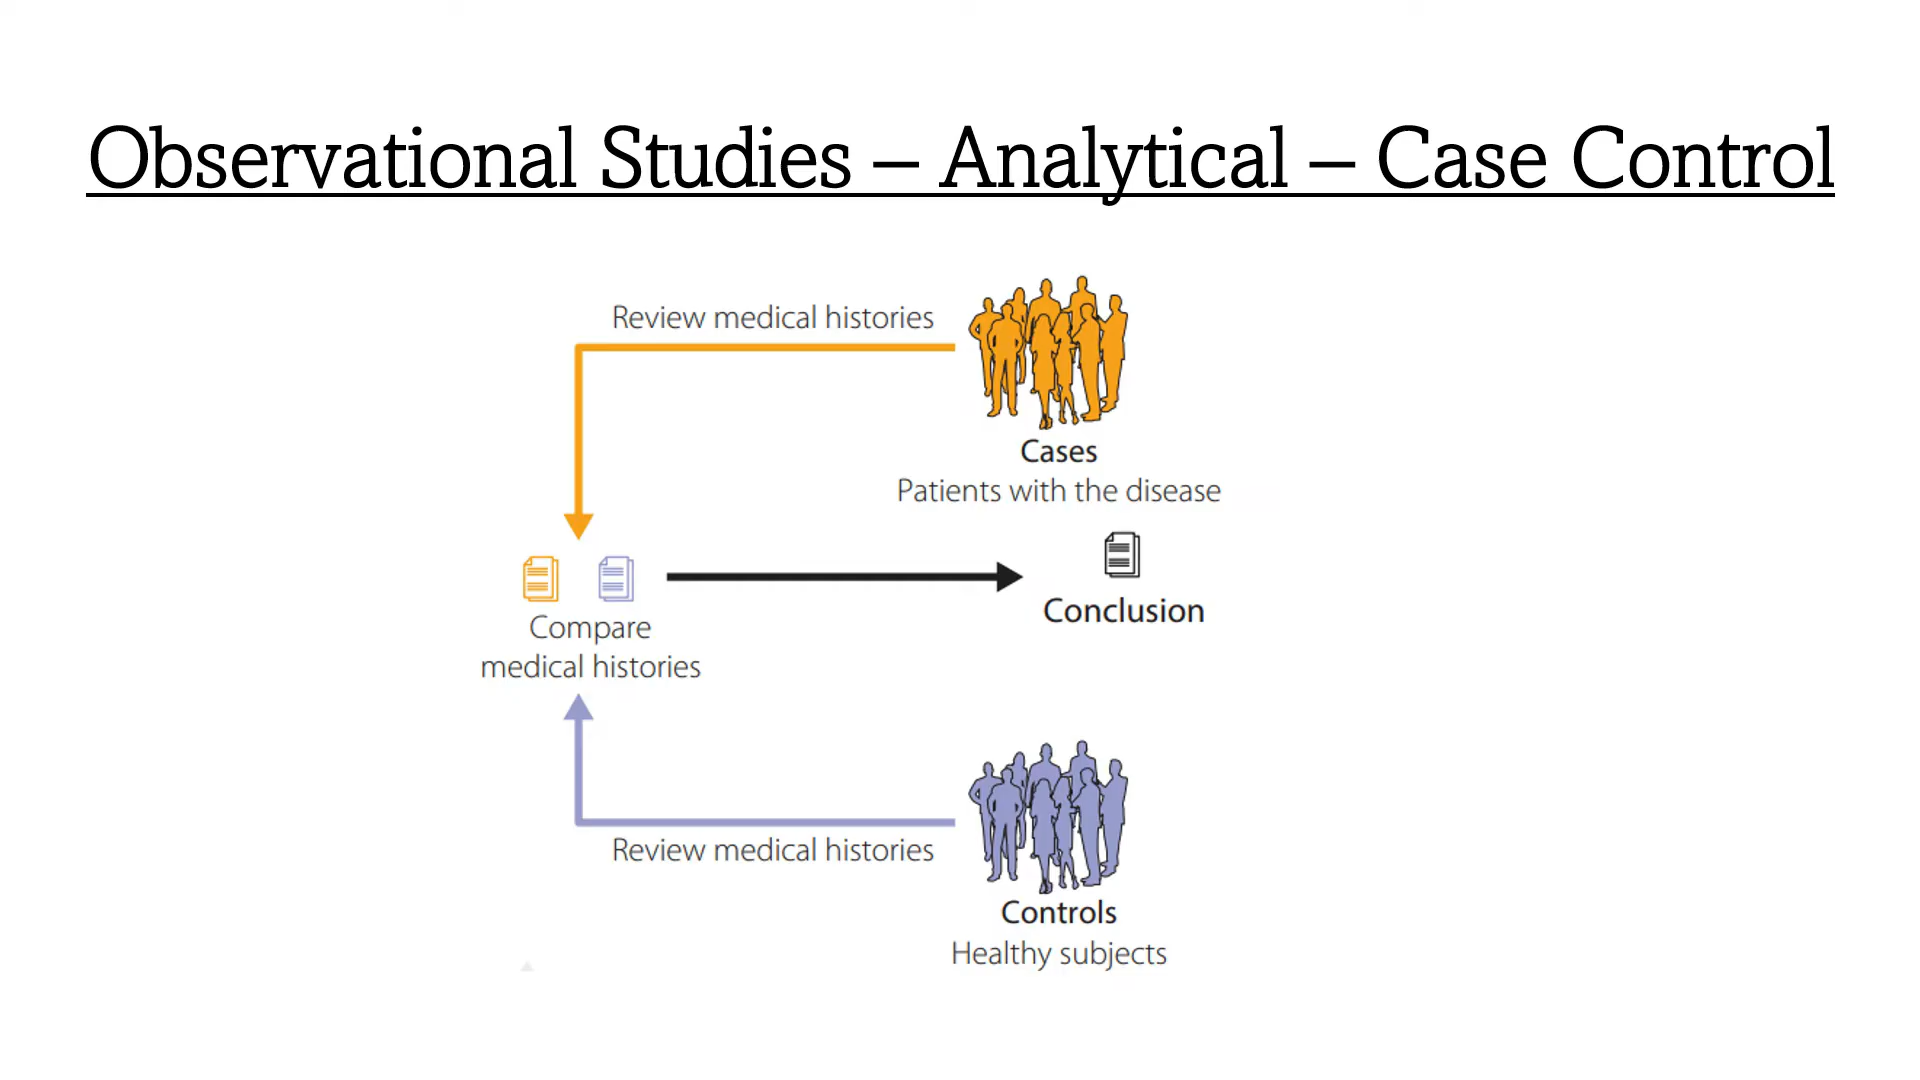 Observational Studies – Analytical – Case Control
Review medical histories
Cases
Patients with the disease
Conclusion
Compare
medical histories
Review medical histories
Controls
Healthy subjects